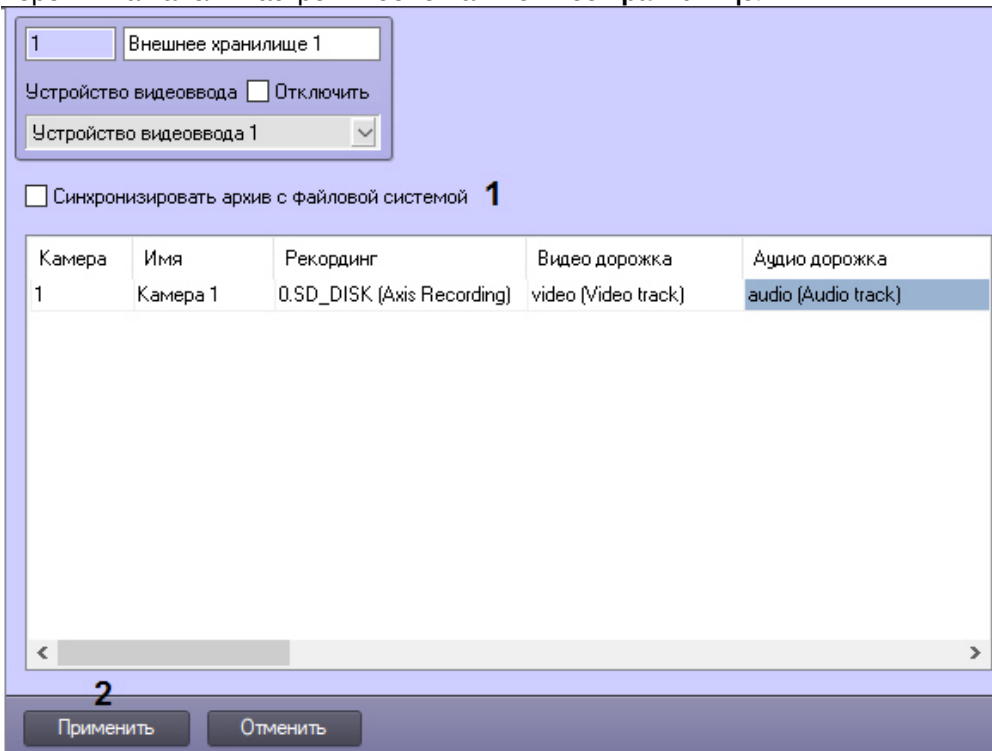 1 Внешнее хранилище 1
Устройство видеоввода Отключить
Устройство видеоввода 1
Синхронизировать архив с файловой системой 1
Камера Имя Рекординг Видео дорожка Аудио дорожка
1 Камера 1 0.SD_DISK (Axis Recording) video (Video track) audio (Audio track)
2
Применить Отменить